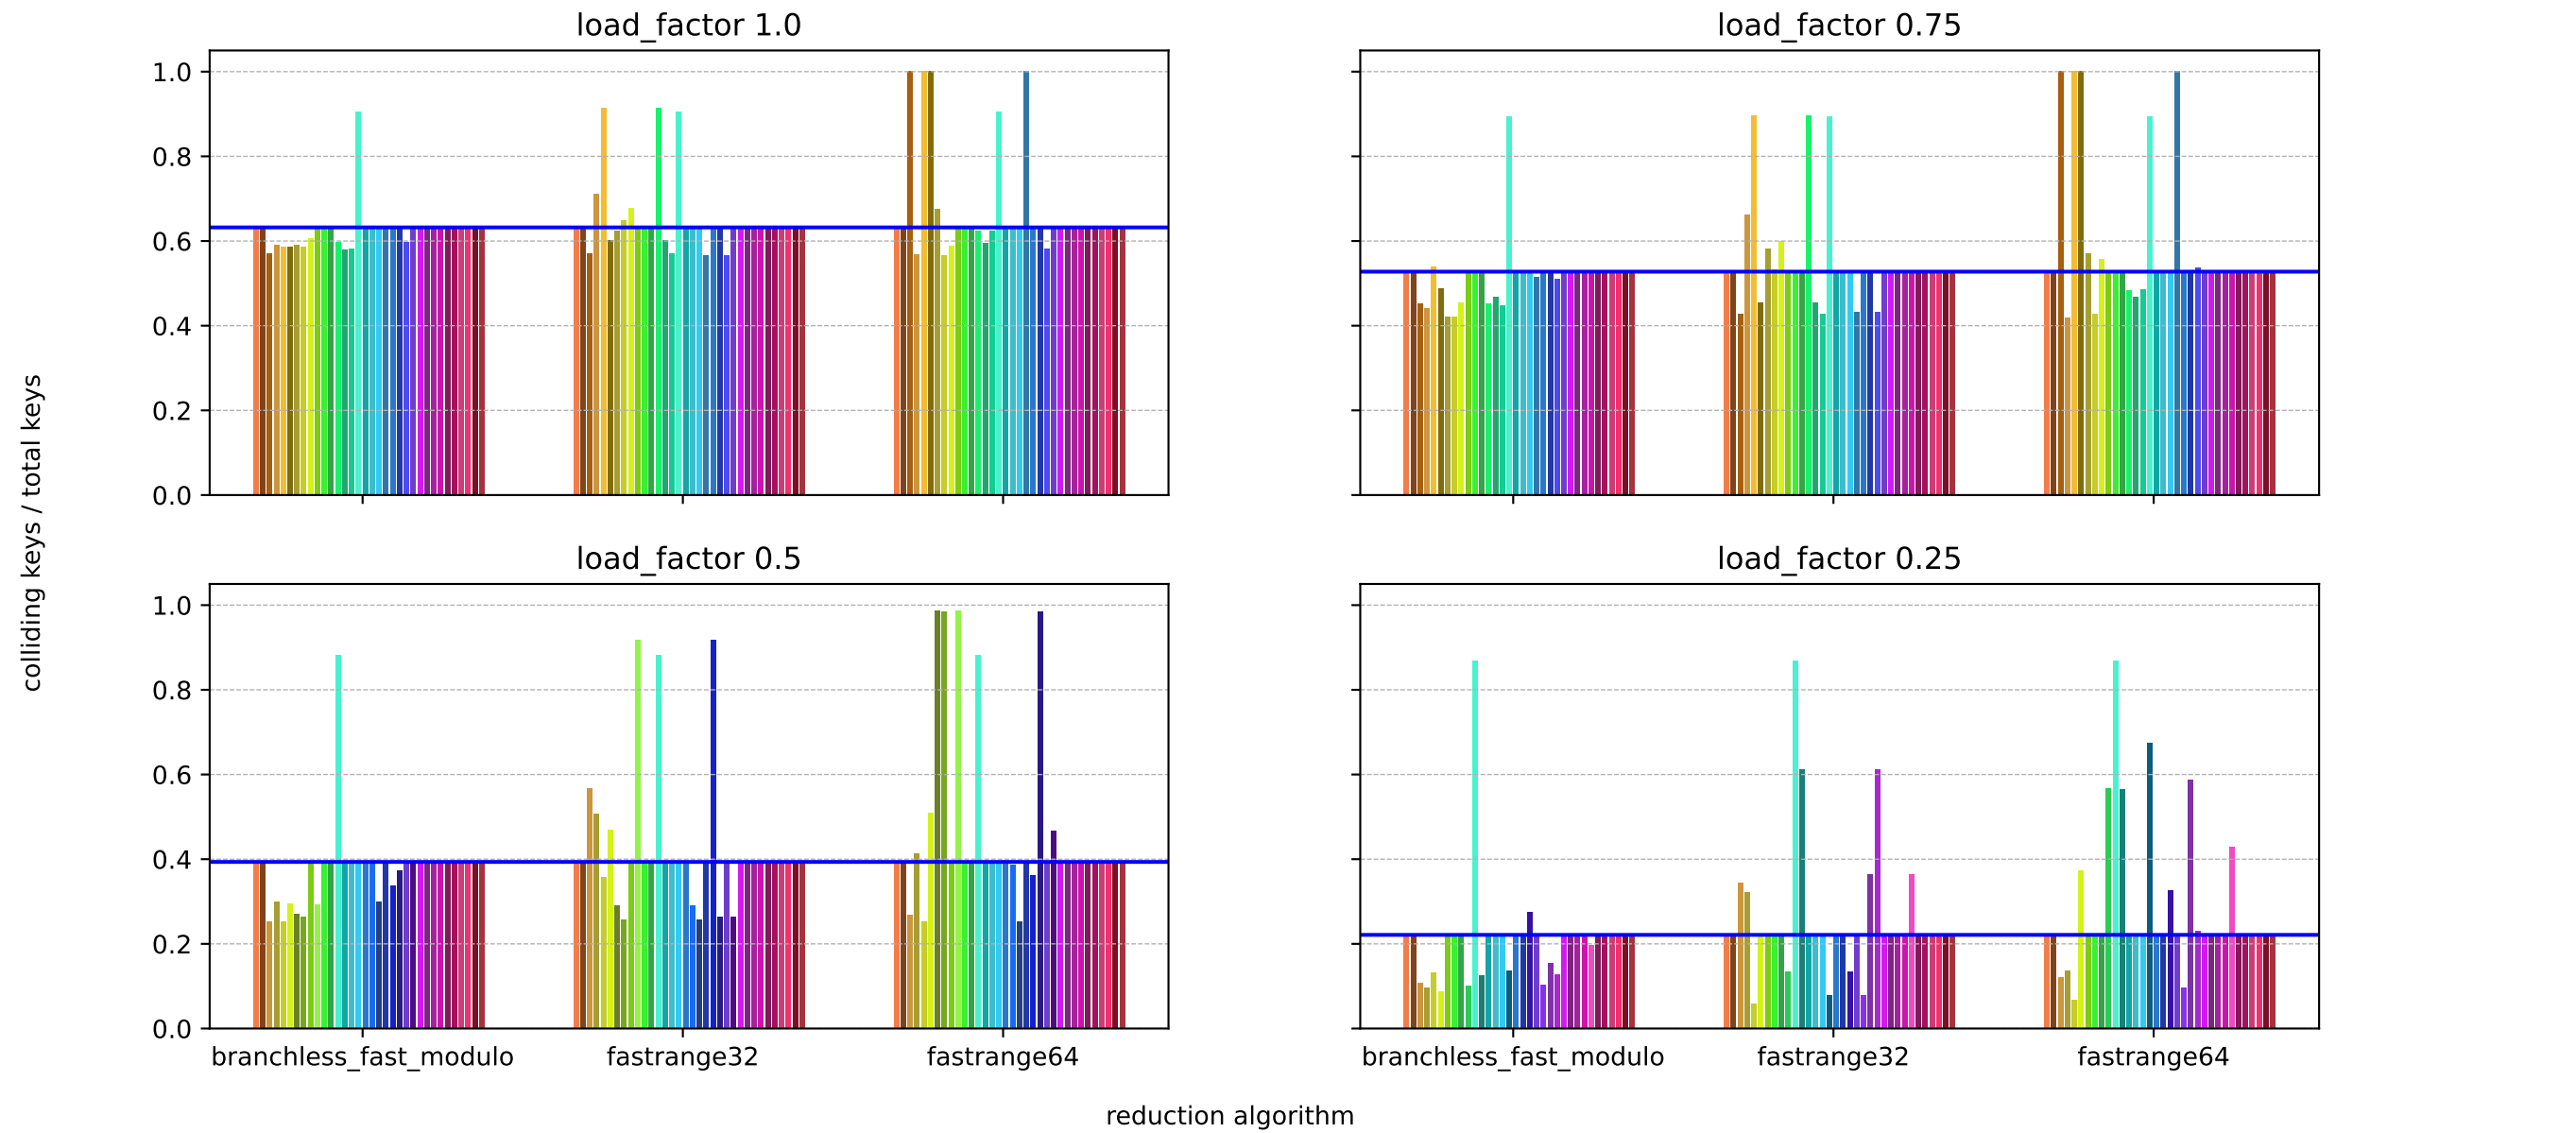 load_factor 1.0
load_factor 0.75
1.0
0.8
0.6
0.4
0.2
0.0
colliding keys / total keys
load_factor 0.5
load_factor 0.25
1.0
0.8
0.6
0.4
0.2
0.0
branchless_fast_modulo
fastrange32
fastrange64
branchless_fast_modulo
fastrange32
fastrange64
reduction algorithm